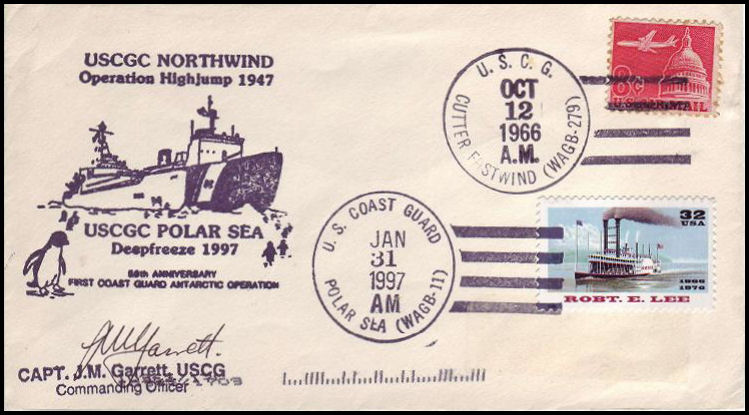 USCGC NORTHWIND
Operation Highjump 1947
USCGC POLAR SEA
Deepfreeze 1997
50th ANNIVERSARY
FIRST COAST GUARD ANTARCTIC OPERATION
J M Garrett
CAPT. J.M. Garrett, USCG
Commanding Officer
U. S. C. G.
OCT
12
1966
A.M.
CUTTER EASTWIND (WAGB-279)
8c
U.S. AIR MAIL
U. S. COAST GUARD
JAN
31
1997
AM
POLAR SEA (WAGB-11)
32
USA
1866
1870
ROBT. E. LEE